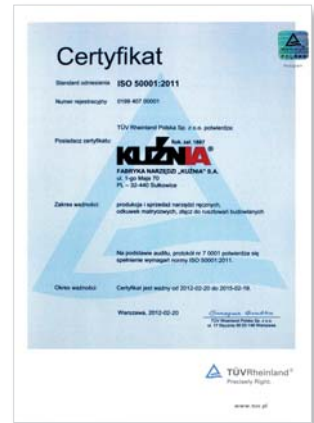 Certyfikat
Standard odniesienia ISO 50001:2011
Numer rejestracyjny 0198 407 00001
TÜV Rheinland Polska Sp. z o.o. potwierdza:
Posiadacz certyfikatu:
Rok zał. 1887
KUŹNIA®
FABRYKA NARZĘDZI „KUŹNIA" S.A.
ul. 1-go Maja 70
PL – 32-440 Sułkowice
Zakres ważności: produkcja i sprzedaż narzędzi ręcznych,
odkuwek matrycowych, złącz do rusztowań budowlanych
Na podstawie auditu, protokół nr 7 0001 potwierdza się
spełnienie wymagań normy ISO 50001:2011.
Okres ważności: Certyfikat jest ważny od 2012-02-20 do 2015-02-19.
Warszawa, 2012-02-20
TÜV Rheinland Polska Sp. z o.o.
TÜVRheinland®
Precisely Right.
www.tuv.pl